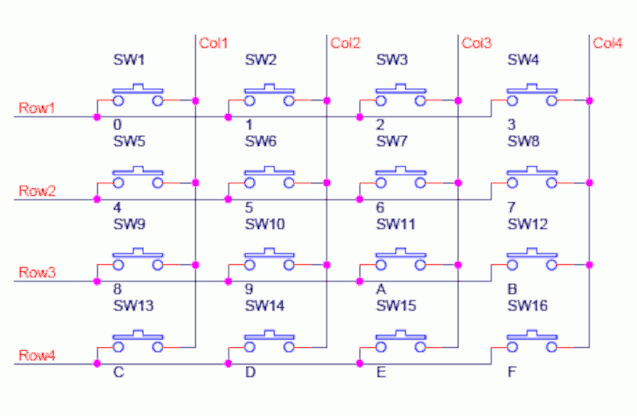 Col1 Col2 Col3 Col4
SW1 SW2 SW3 SW4
Row1
0 1 2 3
SW5 SW6 SW7 SW8
Row2
4 5 6 7
SW9 SW10 SW11 SW12
Row3
8 9 A B
SW13 SW14 SW15 SW16
Row4
C D E F